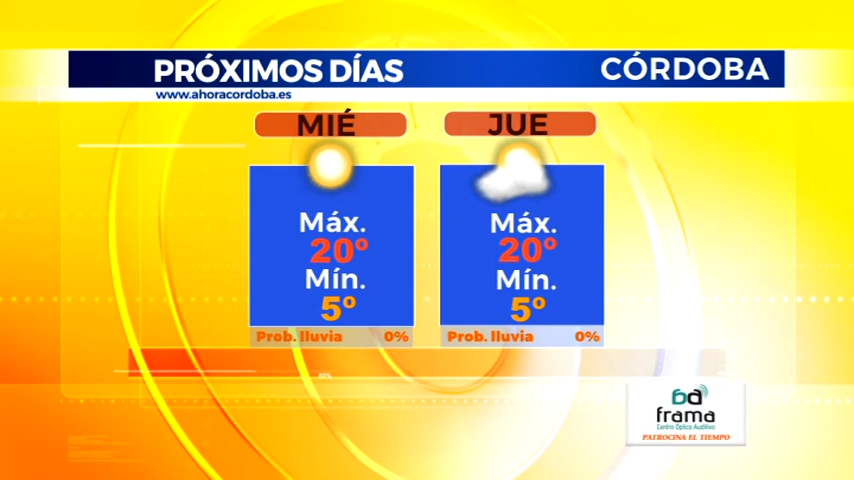 PRÓXIMOS DÍAS
CÓRDOBA
www.ahoracordoba.es
MIÉ
JUE
Máx.
20º
Mín.
5º
Prob. lluvia 0%
Máx.
20º
Mín.
5º
Prob. lluvia 0%
frama
Centro Óptico Auditivo
PATROCINA EL TIEMPO